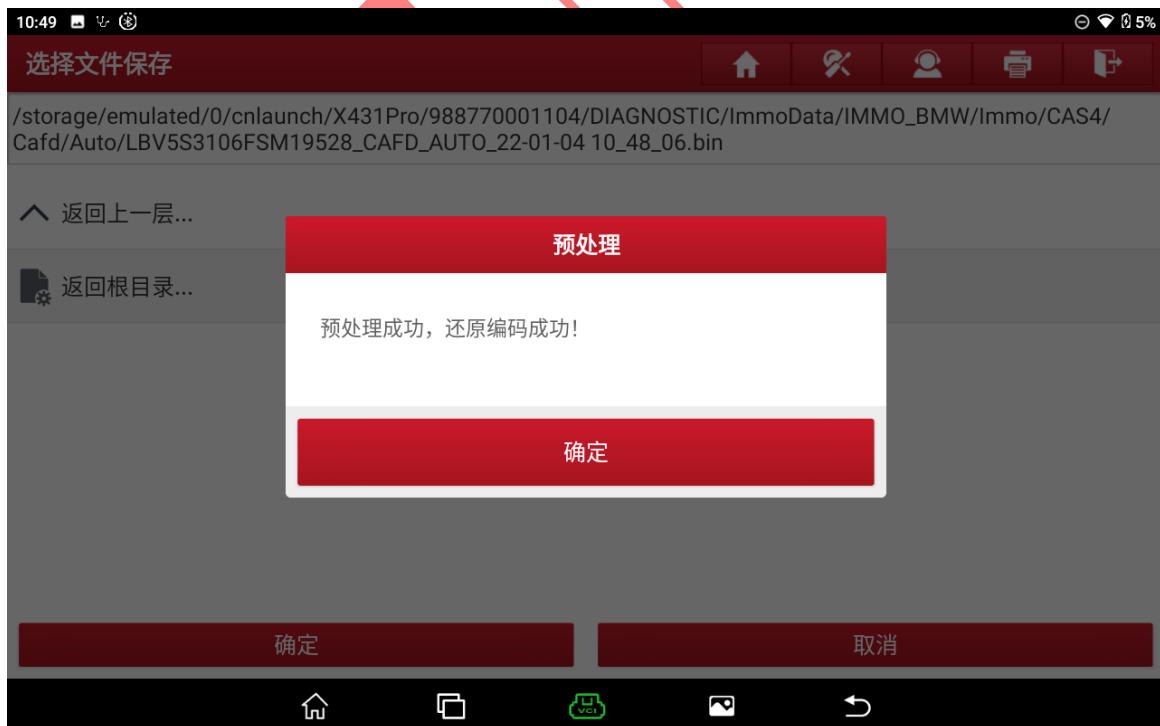 10:49
5%
选择文件保存
/storage/emulated/0/cnlaunch/X431Pro/988770001104/DIAGNOSTIC/ImmoData/IMMO_BMW/Immo/CAS4/
Cafd/Auto/LBV5S3106FSM19528_CAFD_AUTO_22-01-04 10_48_06.bin
返回上一层...
预处理
返回根目录...
预处理成功，还原编码成功！
确定
确定
取消
VCI